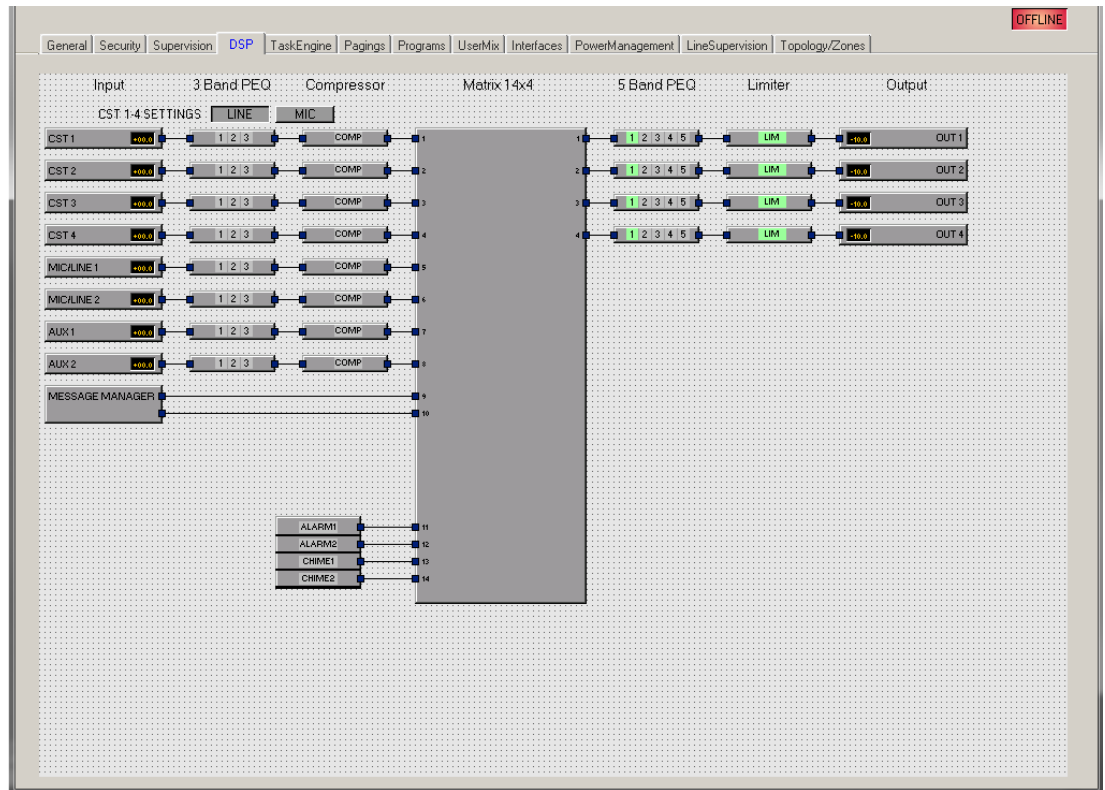 OFFLINE
General Security Supervision DSP TaskEngine Pagings Programs UserMix Interfaces PowerManagement LineSupervision Topology/Zones
Input 3 Band PEQ Compressor Matrix 14x4 5 Band PEQ Limiter Output
CST 1-4 SETTINGS LINE MIC
CST 1 +00.0 1 2 3 COMP 1 1 1 2 3 4 5 LIM -10.0 OUT 1
CST 2 +00.0 1 2 3 COMP 2 2 1 2 3 4 5 LIM -10.0 OUT 2
CST 3 +00.0 1 2 3 COMP 3 3 1 2 3 4 5 LIM -10.0 OUT 3
CST 4 +00.0 1 2 3 COMP 4 4 1 2 3 4 5 LIM -10.0 OUT 4
MIC/LINE 1 +00.0 1 2 3 COMP 5
MIC/LINE 2 +00.0 1 2 3 COMP 6
AUX 1 +00.0 1 2 3 COMP 7
AUX 2 +00.0 1 2 3 COMP 8
MESSAGE MANAGER 9
10
ALARM1 11
ALARM2 12
CHIME1 13
CHIME2 14